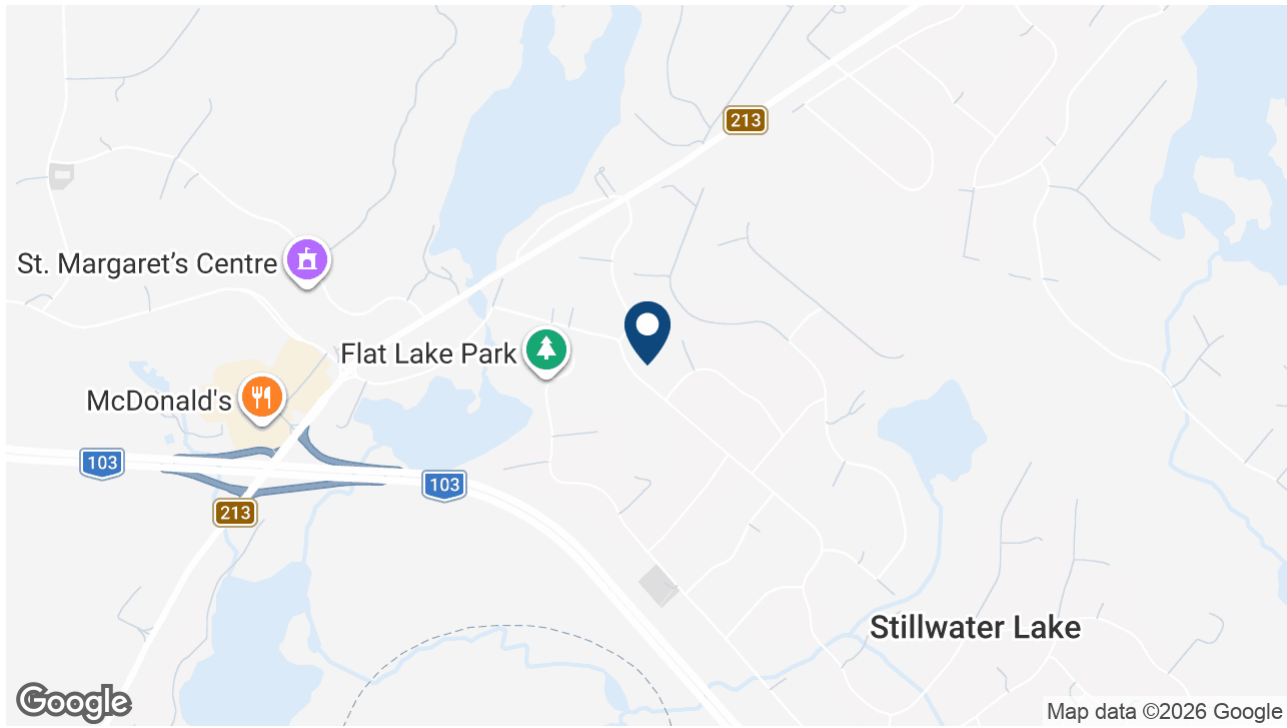 213
St. Margaret’s Centre
Flat Lake Park
McDonald's
103
103
213
Stillwater Lake
Google
Map data ©2026 Google